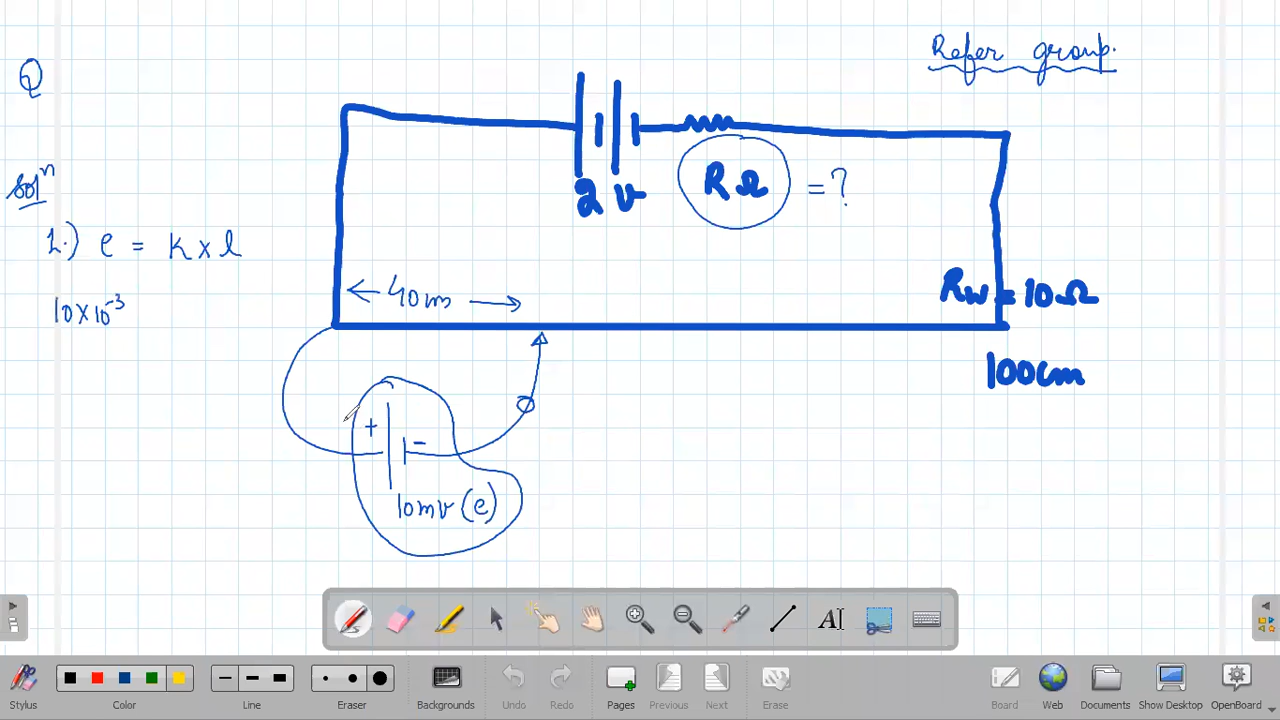 Refer group.
Q
2 v
RΩ = ?
Solⁿ
1.) e = K x l
← 40cm →
Rw = 10Ω
10x10⁻³
100cm
+ -
10mv (e)
Stylus
Color
Line
Eraser
Backgrounds
Undo
Redo
Pages
Previous
Next
Erase
Board
Web
Documents
Show Desktop
OpenBoard